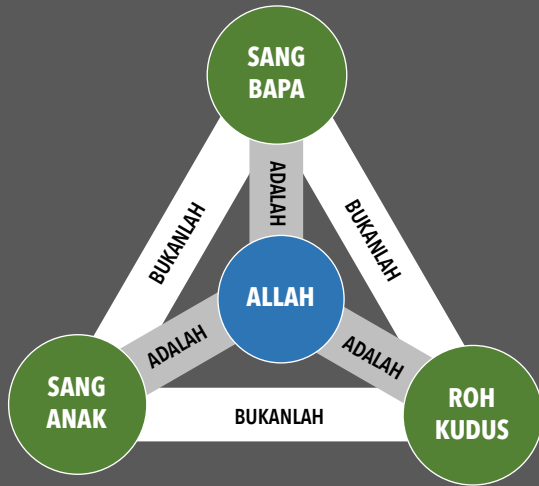 SANG
BAPA
ADALAH
BUKANLAH
BUKANLAH
ALLAH
ADALAH
ADALAH
SANG
ANAK
BUKANLAH
ROH
KUDUS